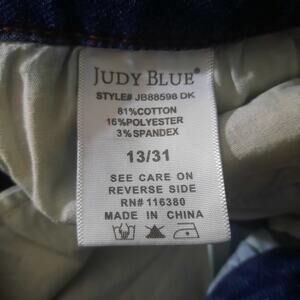 JUDY BLUE®
STYLE# JB88598 DK
81%COTTON
16%POLYESTER
3%SPANDEX
13/31
SEE CARE ON
REVERSE SIDE
RN# 116380
MADE IN CHINA